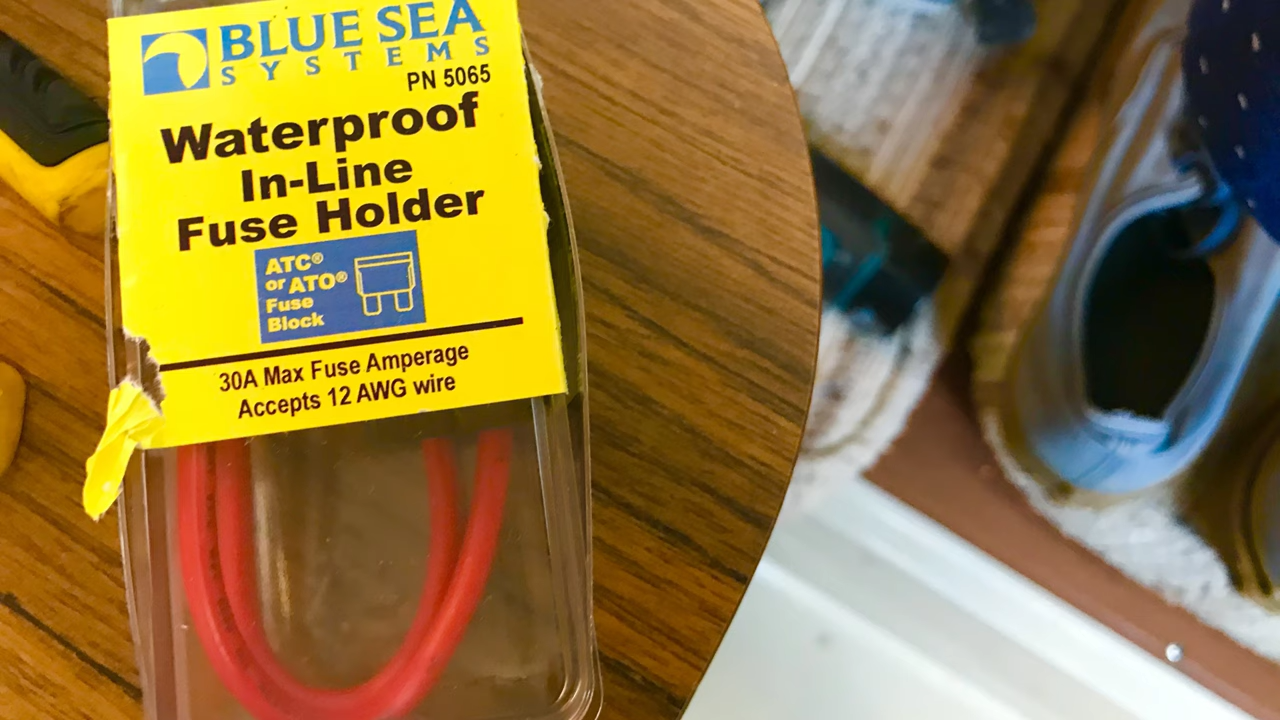 BLUE SEA
SYSTEMS
PN 5065
Waterproof
In-Line
Fuse Holder
ATC®
or ATO®
Fuse
Block
30A Max Fuse Amperage
Accepts 12 AWG wire